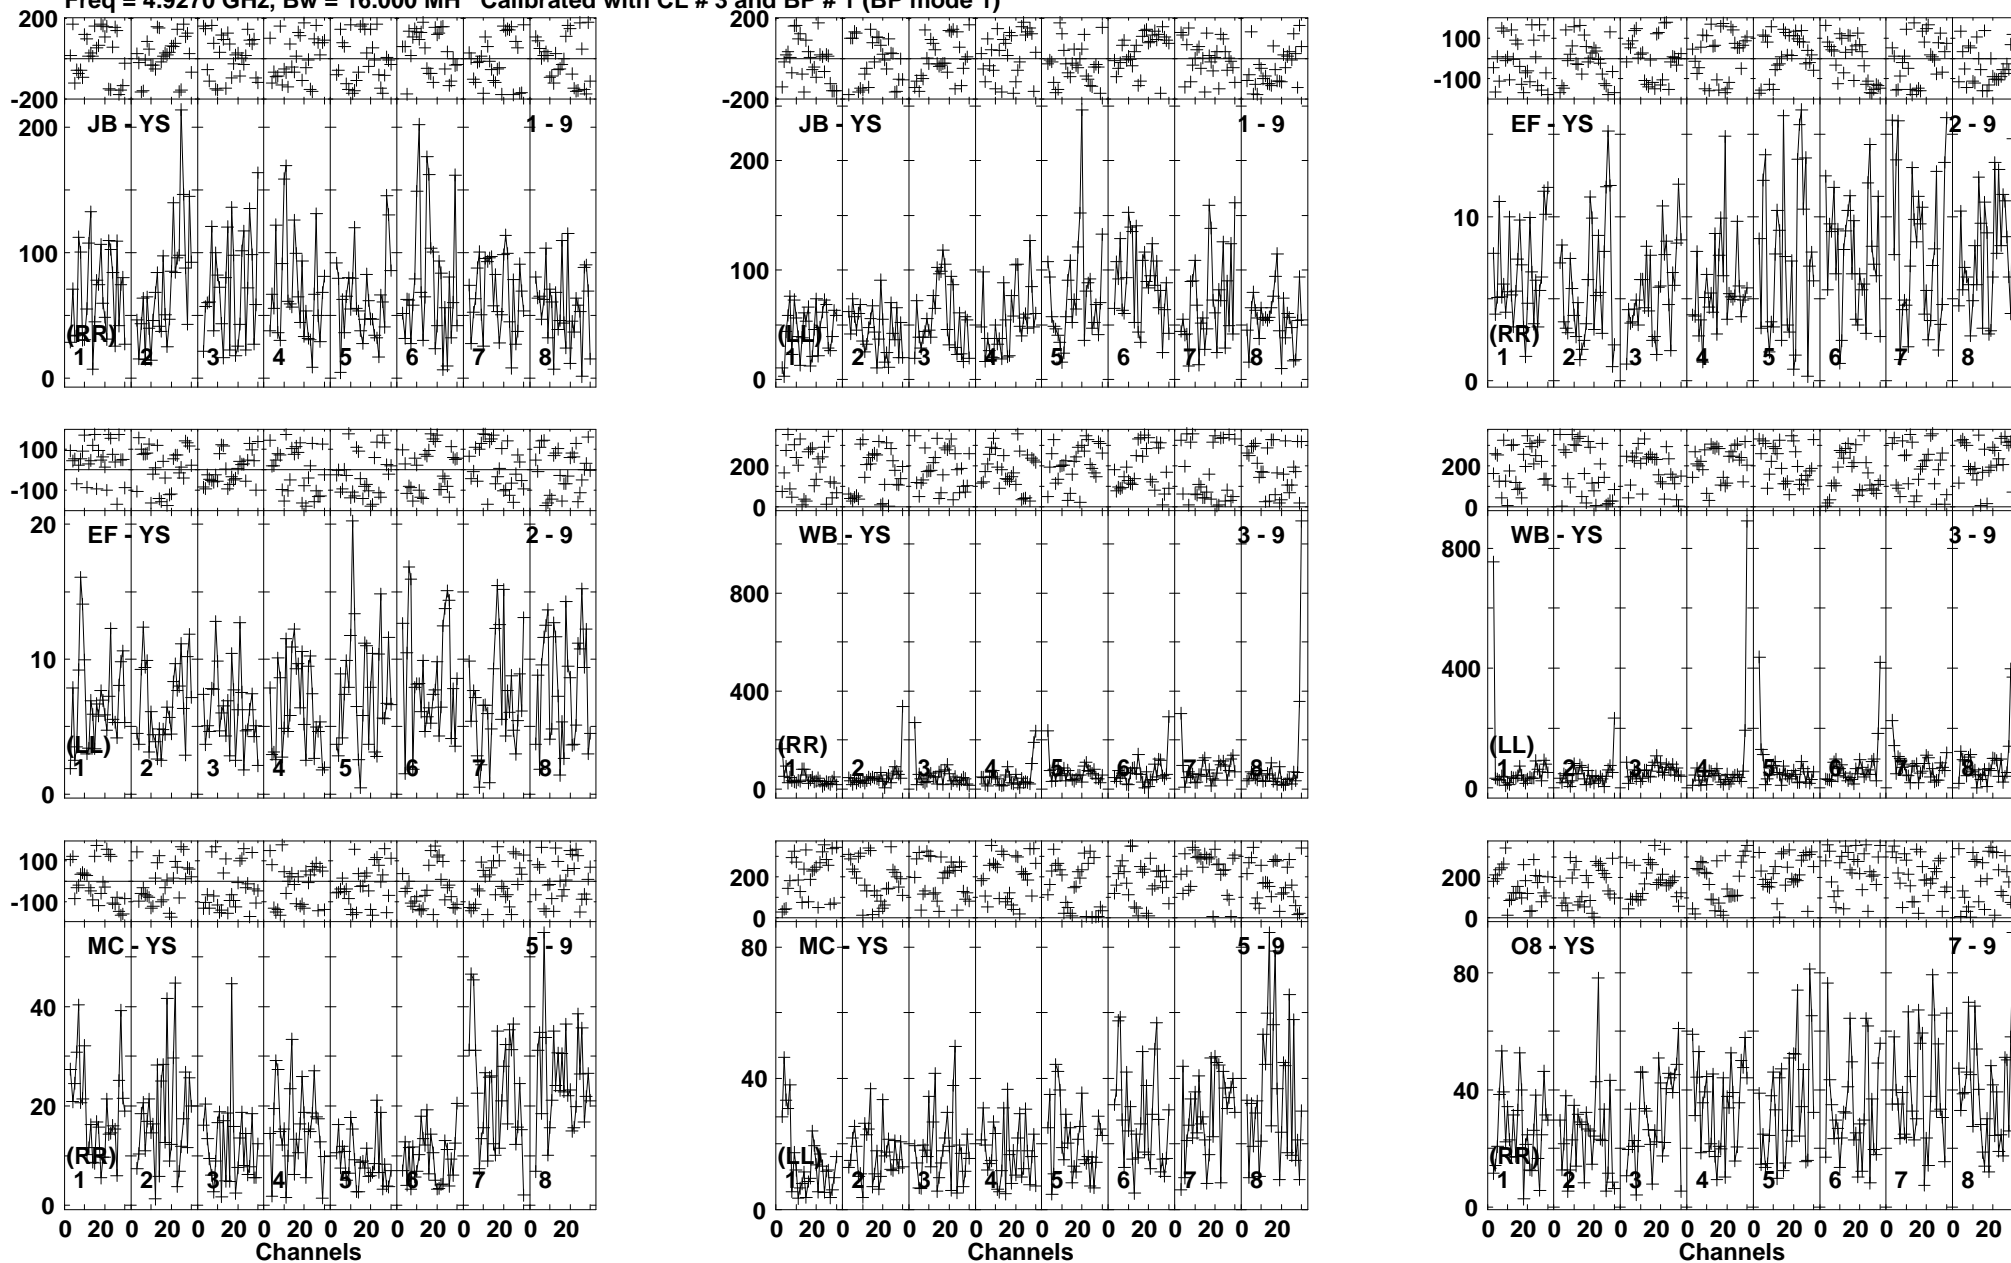 Freq = 4.9270 GHz, Bw = 16.000 MH Calibrated with CL # 3 and BP # 1 (BP mode 1)
200
-200
JB - YS 1 - 9
200
100
0
(RR)
1 2 3 4 5 6 7 8
200
-200
JB - YS 1 - 9
200
100
0
(LL)
1 2 3 4 5 6 7 8
100
-100
EF - YS 2 - 9
10
0
(RR)
1 2 3 4 5 6 7 8
100
-100
EF - YS 2 - 9
20
10
0
(LL)
1 2 3 4 5 6 7 8
200
0
WB - YS 3 - 9
800
400
0
(RR)
1 2 3 4 5 6 7 8
200
0
WB - YS 3 - 9
800
400
0
(LL)
1 2 3 4 5 6 7 8
100
-100
MC - YS 5 - 9
40
20
0
(RR)
1 2 3 4 5 6 7 8
0 20 0 20 0 20 0 20 0 20 0 20 0 20 0 20
Channels
200
0
MC - YS 5 - 9
80
40
0
(LL)
1 2 3 4 5 6 7 8
0 20 0 20 0 20 0 20 0 20 0 20 0 20 0 20
Channels
200
0
O8 - YS 7 - 9
80
40
0
(RR)
1 2 3 4 5 6 7 8
0 20 0 20 0 20 0 20 0 20 0 20 0 20 0 20
Channels